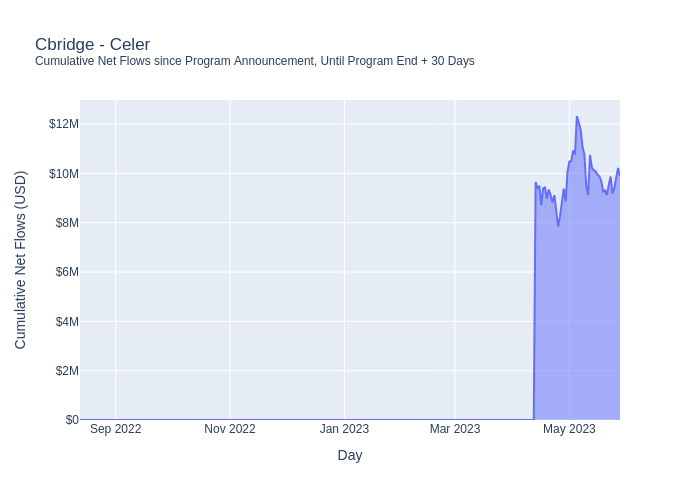 Cbridge - Celer
Cumulative Net Flows since Program Announcement, Until Program End + 30 Days
$12M
$10M
$8M
$6M
$4M
$2M
$0
Cumulative Net Flows (USD)
Sep 2022
Nov 2022
Jan 2023
Mar 2023
May 2023
Day